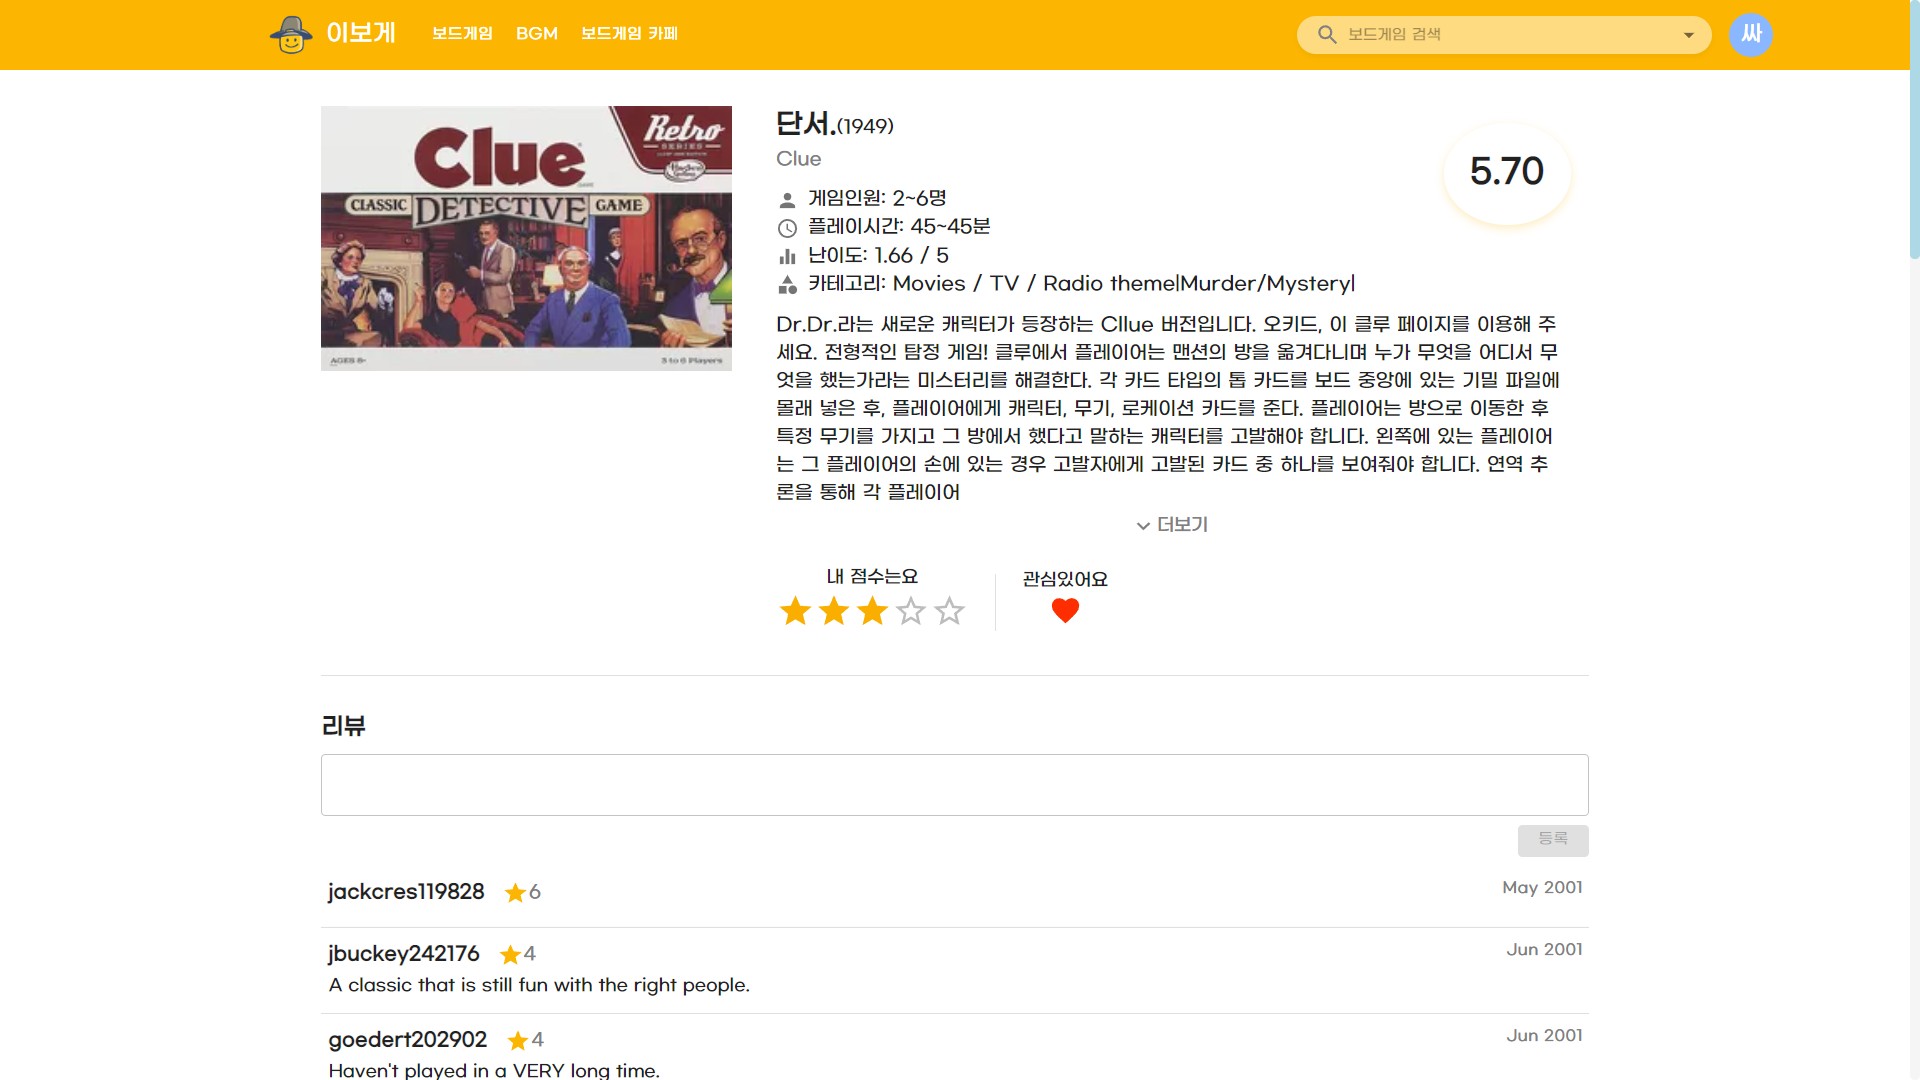 이보게 보드게임 BGM 보드게임 카페 보드게임 검색 싸
Clue
Retro
SERIES
CLASSIC DETECTIVE GAME
AGES 8+ 3 to 6 Players
단서.(1949)
Clue
5.70
게임인원: 2~6명
플레이시간: 45~45분
난이도: 1.66 / 5
카테고리: Movies / TV / Radio theme|Murder/Mystery|
Dr.Dr.라는 새로운 캐릭터가 등장하는 Cllue 버전입니다. 오키드, 이 클루 페이지를 이용해 주
세요. 전형적인 탐정 게임! 클루에서 플레이어는 맨션의 방을 옮겨다니며 누가 무엇을 어디서 무
엇을 했는가라는 미스터리를 해결한다. 각 카드 타입의 톱 카드를 보드 중앙에 있는 기밀 파일에
몰래 넣은 후, 플레이어에게 캐릭터, 무기, 로케이션 카드를 준다. 플레이어는 방으로 이동한 후
특정 무기를 가지고 그 방에서 했다고 말하는 캐릭터를 고발해야 합니다. 왼쪽에 있는 플레이어
는 그 플레이어의 손에 있는 경우 고발자에게 고발된 카드 중 하나를 보여줘야 합니다. 연역 추
론을 통해 각 플레이어
더보기
내 점수는요
관심있어요
리뷰
등록
jackcres119828 6 May 2001
jbuckey242176 4 Jun 2001
A classic that is still fun with the right people.
goedert202902 4 Jun 2001
Haven't played in a VERY long time.